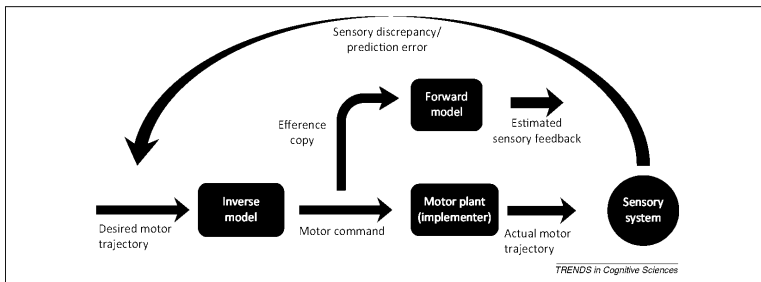 Sensory discrepancy/
prediction error
Forward
model
Efference
copy
Estimated
sensory feedback
Inverse
model
Motor plant
(implementer)
Sensory
system
Desired motor
trajectory
Motor command
Actual motor
trajectory
TRENDS in Cognitive Sciences